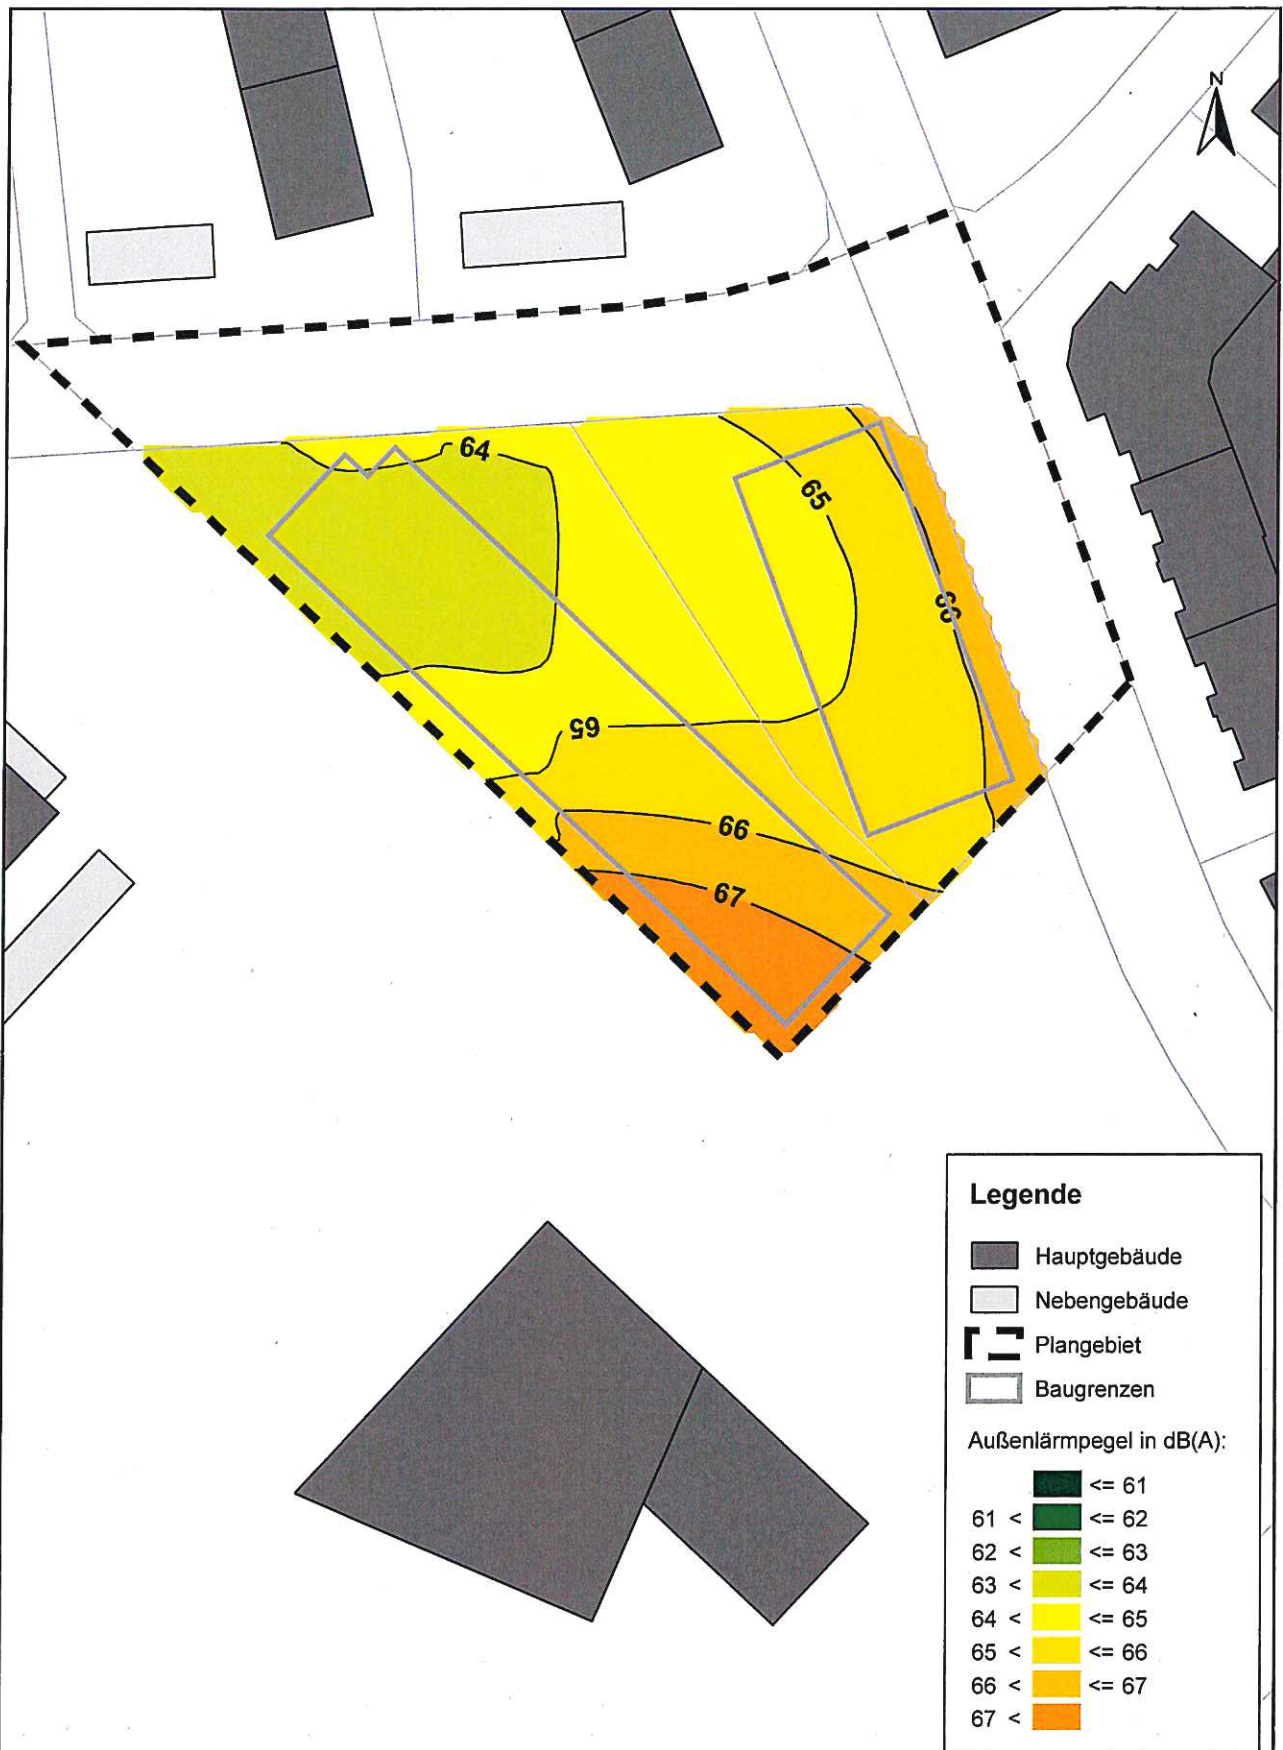 N
64
65
66
65
66
67
Legende
Hauptgebäude
Nebengebäude
Plangebiet
Baugrenzen
Außenlärmpegel in dB(A):
<= 61
61 < <= 62
62 < <= 63
63 < <= 64
64 < <= 65
65 < <= 66
66 < <= 67
67 <